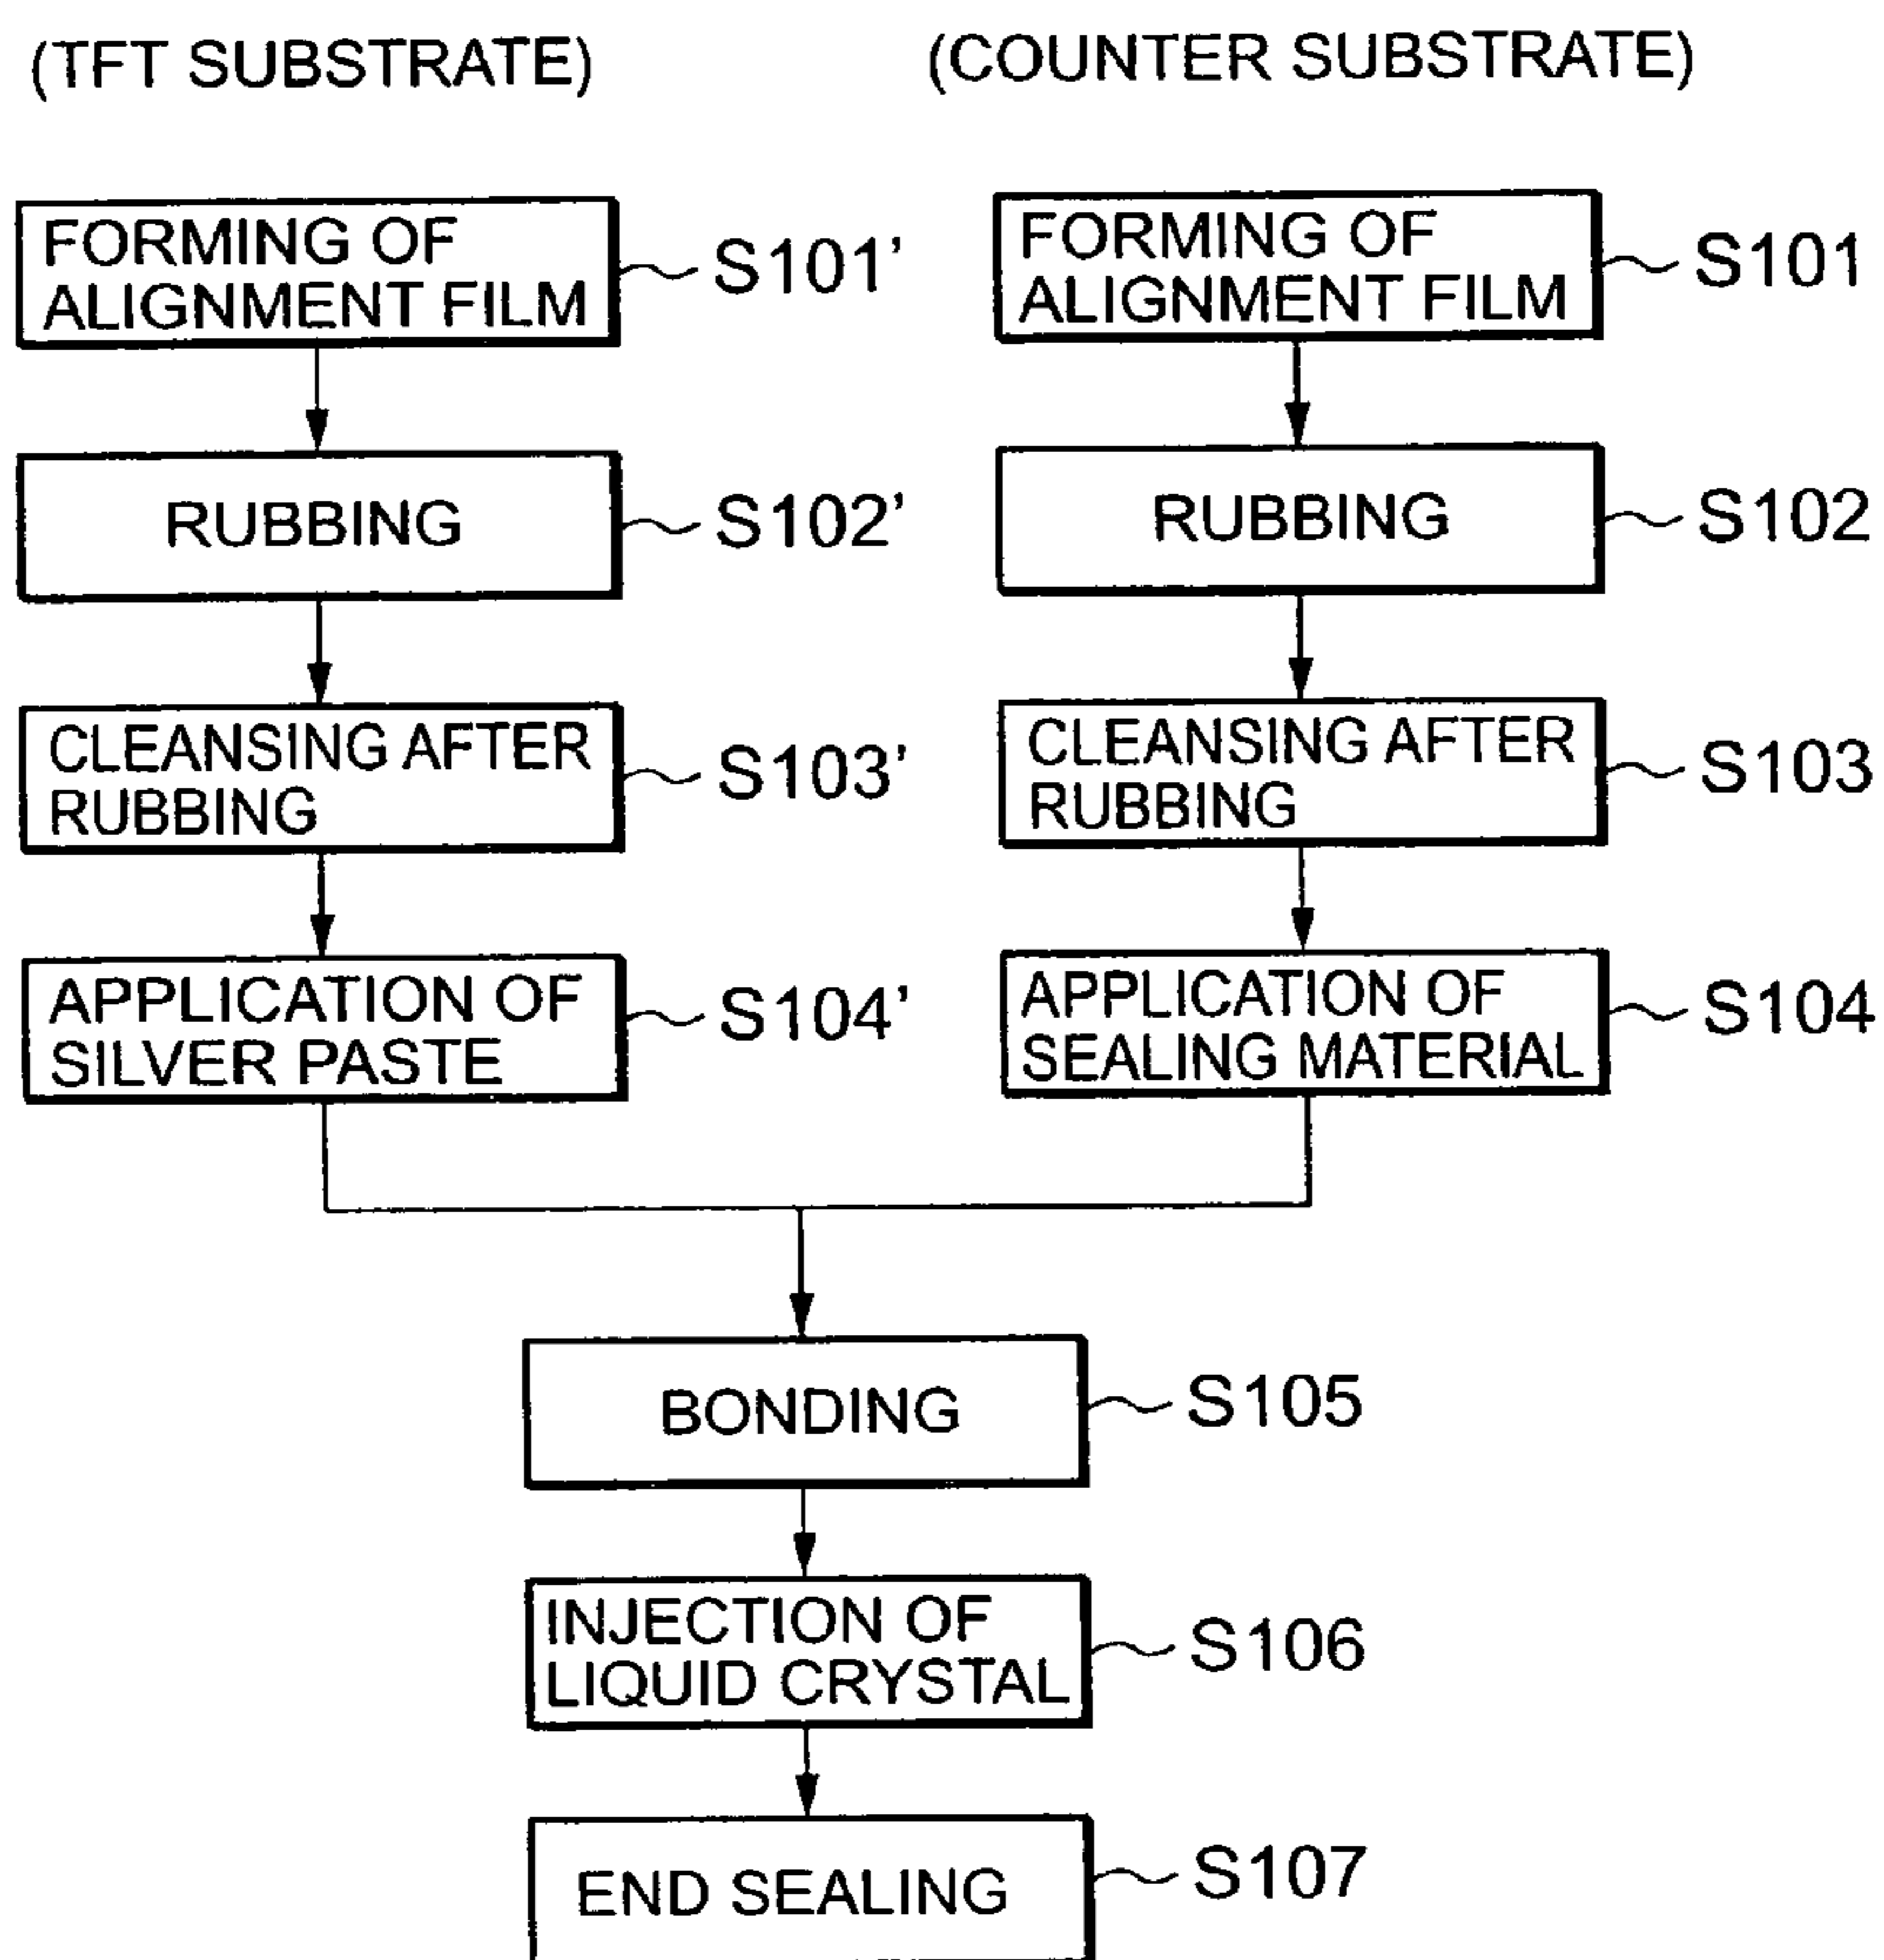 (TFT SUBSTRATE)
(COUNTER SUBSTRATE)
FORMING OF
ALIGNMENT FILM
S101'
FORMING OF
ALIGNMENT FILM
S101
RUBBING
S102'
RUBBING
S102
CLEANSING AFTER
RUBBING
S103'
CLEANSING AFTER
RUBBING
S103
APPLICATION OF
SILVER PASTE
S104'
APPLICATION OF
SEALING MATERIAL
S104
BONDING
S105
INJECTION OF
LIQUID CRYSTAL
S106
END SEALING
S107